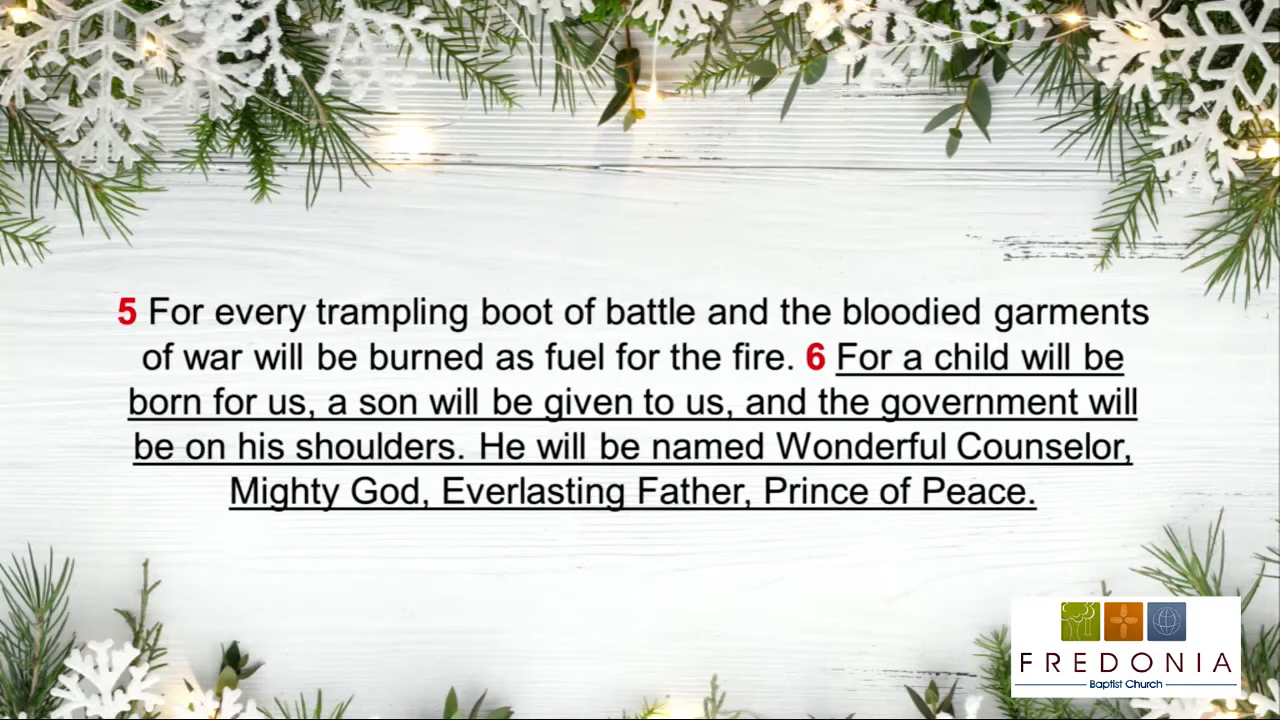 5 For every trampling boot of battle and the bloodied garments
of war will be burned as fuel for the fire. 6 For a child will be
born for us, a son will be given to us, and the government will
be on his shoulders. He will be named Wonderful Counselor,
Mighty God, Everlasting Father, Prince of Peace.
FREDONIA
Baptist Church